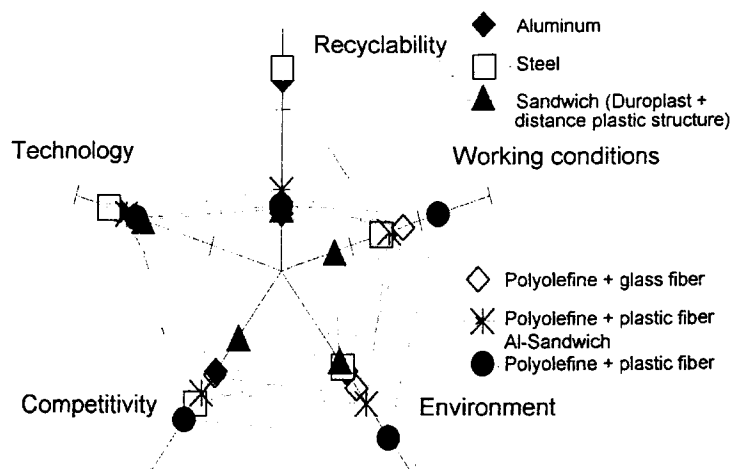 Recyclability
Aluminum
Steel
Sandwich (Duroplast +
distance plastic structure)
Technology
Working conditions
Polyolefine + glass fiber
Polyolefine + plastic fiber
Al-Sandwich
Polyolefine + plastic fiber
Competitivity
Environment